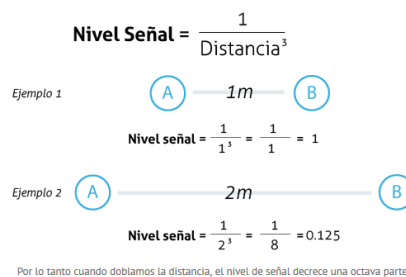 Nivel Señal = 1 / Distancia³
Ejemplo 1 A 1m B
Nivel señal = 1 / 1³ = 1 / 1 = 1
Ejemplo 2 A 2m B
Nivel señal = 1 / 2³ = 1 / 8 = 0.125
Por lo tanto cuando doblamos la distancia, el nivel de señal decrece una octava parte